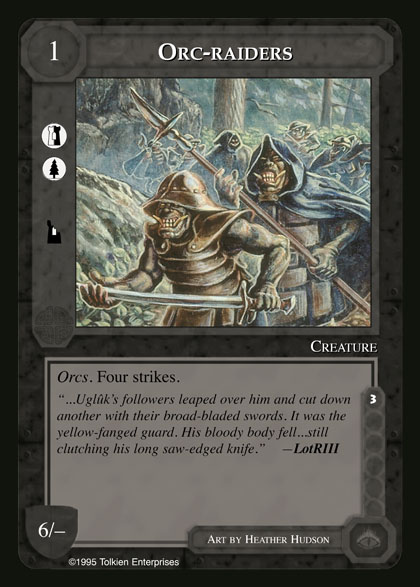 1
ORC-RAIDERS
CREATURE
Orcs. Four strikes.
“...Uglûk’s followers leaped over him and cut down
another with their broad-bladed swords. It was the
yellow-fanged guard. His bloody body fell...still
clutching his long saw-edged knife.” —LotRIII
3
6/–
ART BY HEATHER HUDSON
©1995 Tolkien Enterprises